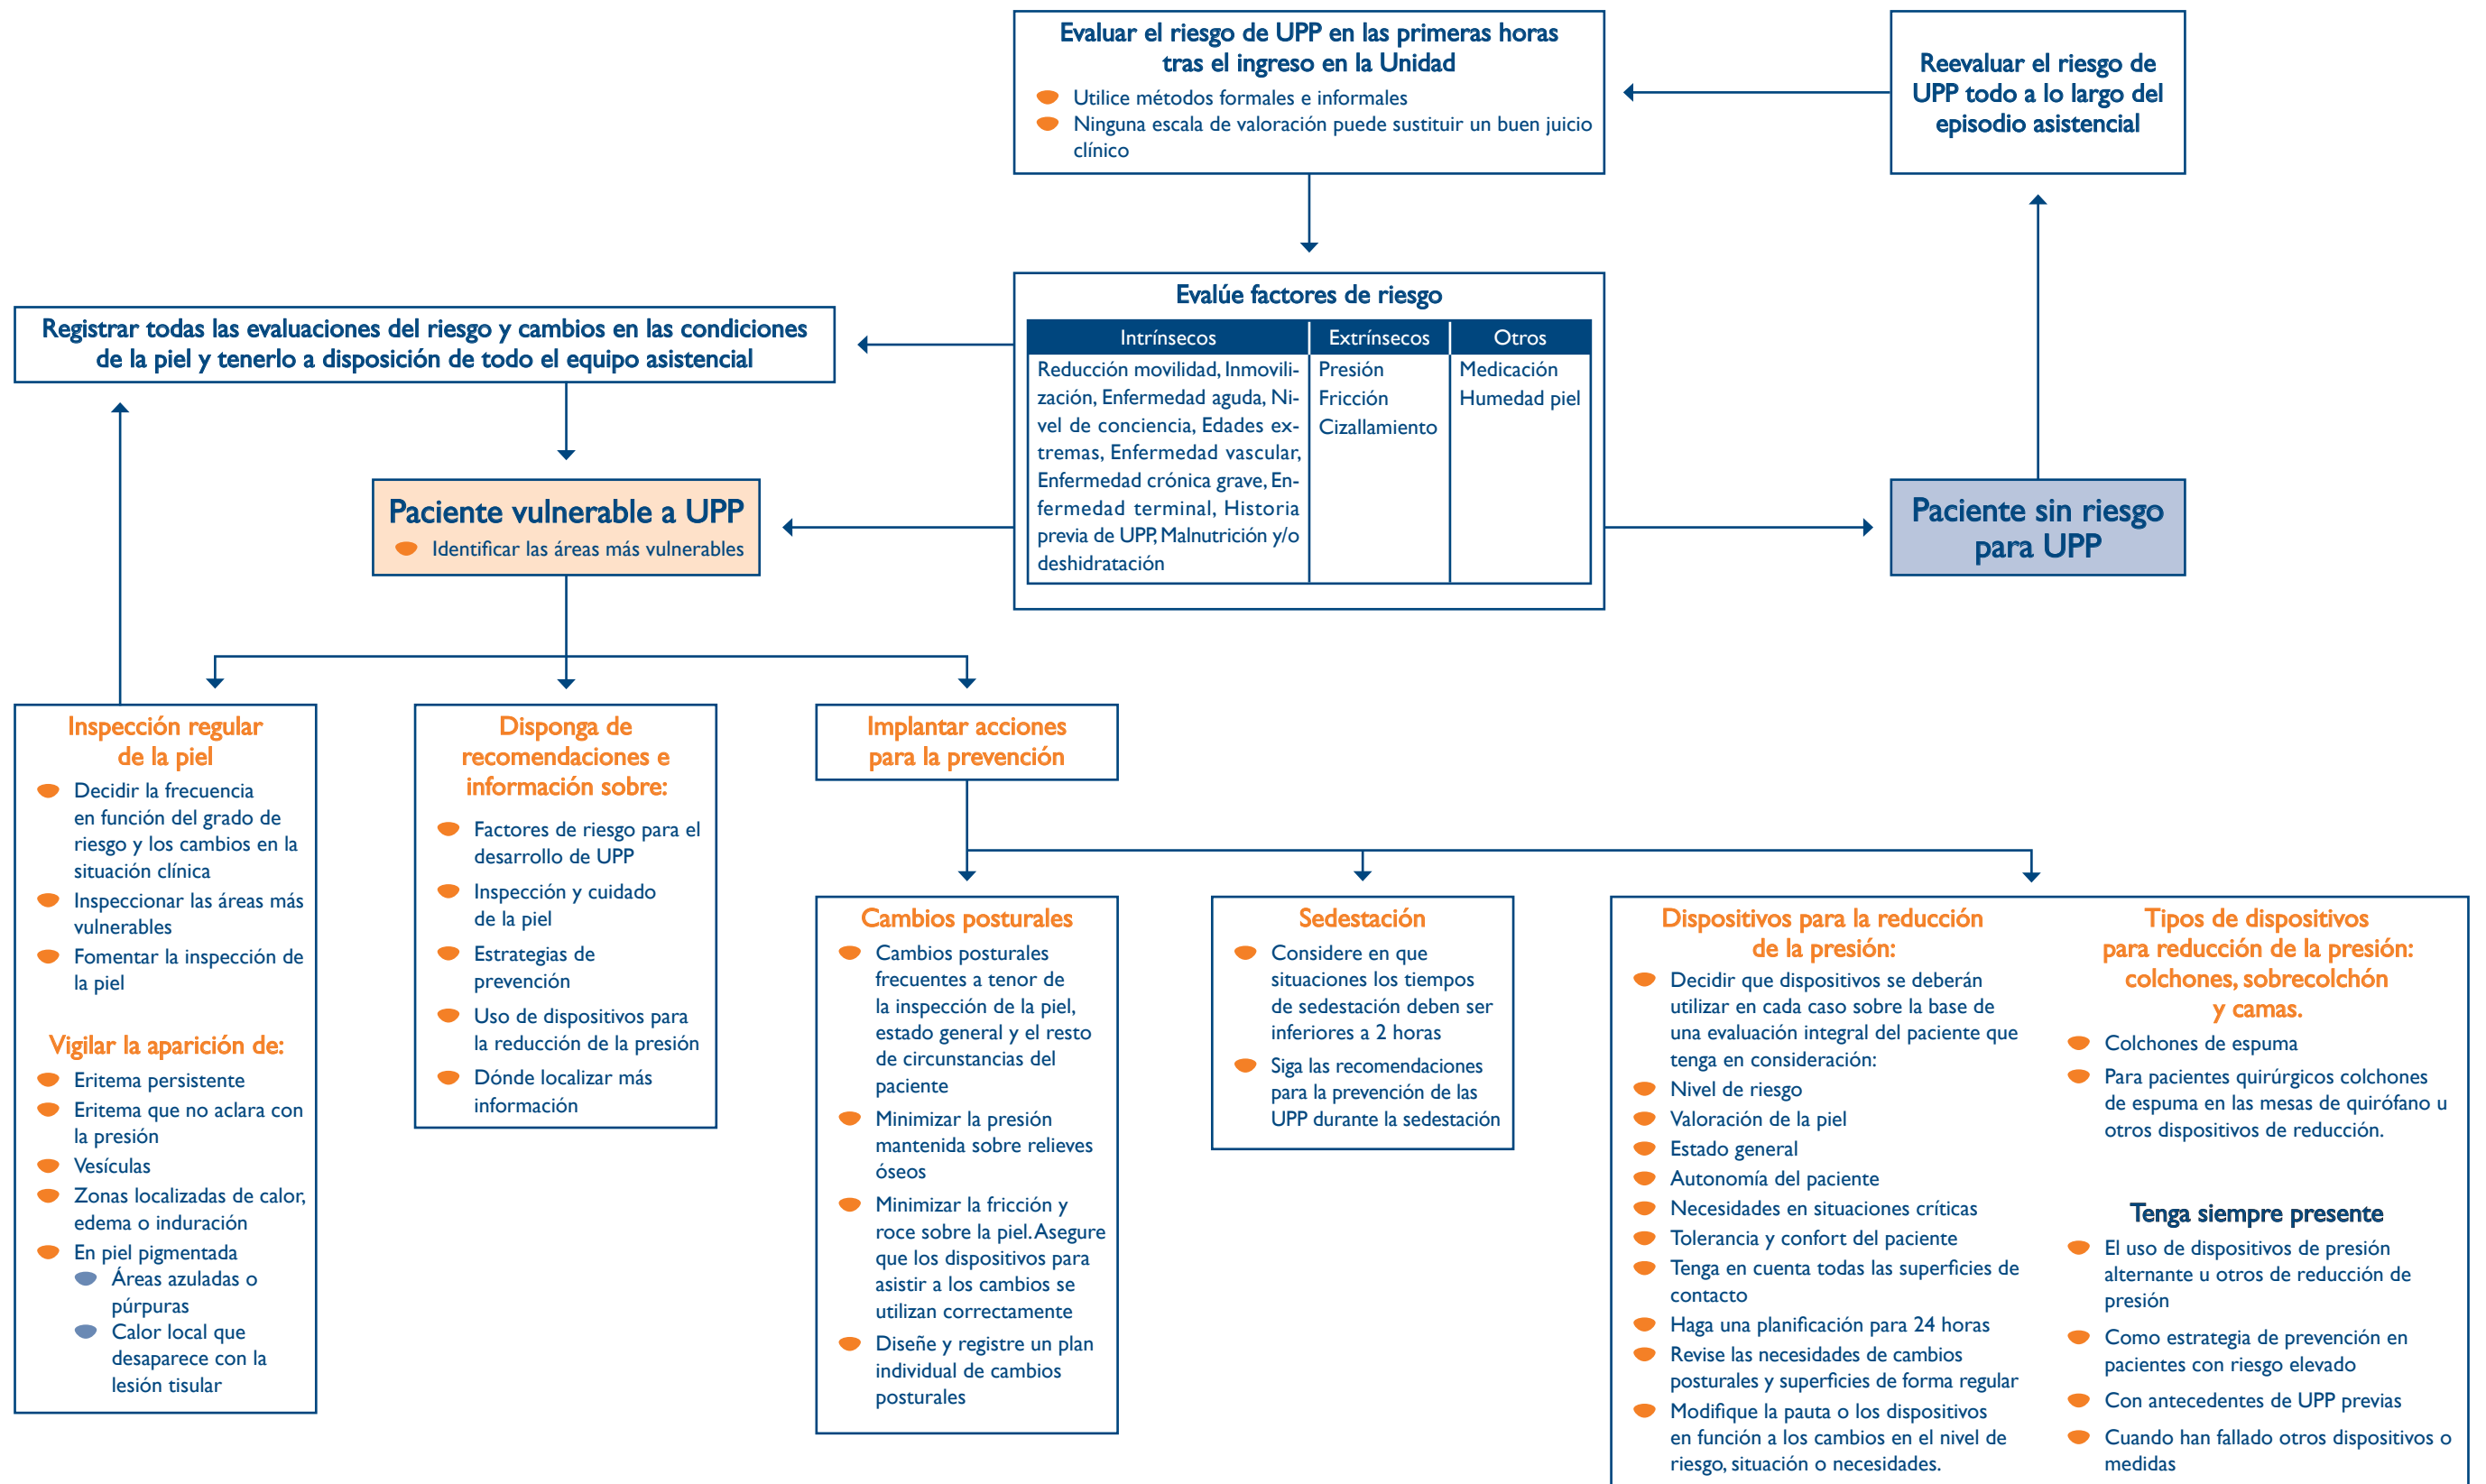 Evaluar el riesgo de UPP en las primeras horas
tras el ingreso en la Unidad
Utilice métodos formales e informales
Ninguna escala de valoración puede sustituir un buen juicio
clínico
Reevaluar el riesgo de
UPP todo a lo largo del
episodio asistencial
Evalúe factores de riesgo
Intrínsecos
Extrínsecos
Otros
Reducción movilidad, Inmovili-
zación, Enfermedad aguda, Ni-
vel de conciencia, Edades ex-
tremas, Enfermedad vascular,
Enfermedad crónica grave, En-
fermedad terminal, Historia
previa de UPP, Malnutrición y/o
deshidratación
Presión
Fricción
Cizallamiento
Medicación
Humedad piel
Registrar todas las evaluaciones del riesgo y cambios en las condiciones
de la piel y tenerlo a disposición de todo el equipo asistencial
Paciente vulnerable a UPP
Identificar las áreas más vulnerables
Paciente sin riesgo
para UPP
Inspección regular
de la piel
Decidir la frecuencia
en función del grado de
riesgo y los cambios en la
situación clínica
Inspeccionar las áreas más
vulnerables
Fomentar la inspección de
la piel
Vigilar la aparición de:
Eritema persistente
Eritema que no aclara con
la presión
Vesículas
Zonas localizadas de calor,
edema o induración
En piel pigmentada
Áreas azuladas o
púrpuras
Calor local que
desaparece con la
lesión tisular
Disponga de
recomendaciones e
información sobre:
Factores de riesgo para el
desarrollo de UPP
Inspección y cuidado
de la piel
Estrategias de
prevención
Uso de dispositivos para
la reducción de la presión
Dónde localizar más
información
Implantar acciones
para la prevención
Cambios posturales
Cambios posturales
frecuentes a tenor de
la inspección de la piel,
estado general y el resto
de circunstancias del
paciente
Minimizar la presión
mantenida sobre relieves
óseos
Minimizar la fricción y
roce sobre la piel. Asegure
que los dispositivos para
asistir a los cambios se
utilizan correctamente
Diseñe y registre un plan
individual de cambios
posturales
Sedestación
Considere en que
situaciones los tiempos
de sedestación deben ser
inferiores a 2 horas
Siga las recomendaciones
para la prevención de las
UPP durante la sedestación
Dispositivos para la reducción
de la presión:
Decidir que dispositivos se deberán
utilizar en cada caso sobre la base de
una evaluación integral del paciente que
tenga en consideración:
Nivel de riesgo
Valoración de la piel
Estado general
Autonomía del paciente
Necesidades en situaciones críticas
Tolerancia y confort del paciente
Tenga en cuenta todas las superficies de
contacto
Haga una planificación para 24 horas
Revise las necesidades de cambios
posturales y superficies de forma regular
Modifique la pauta o los dispositivos
en función a los cambios en el nivel de
riesgo, situación o necesidades.
Tipos de dispositivos
para reducción de la presión:
colchones, sobrecolchón
y camas.
Colchones de espuma
Para pacientes quirúrgicos colchones
de espuma en las mesas de quirófano u
otros dispositivos de reducción.
Tenga siempre presente
El uso de dispositivos de presión
alternante u otros de reducción de
presión
Como estrategia de prevención en
pacientes con riesgo elevado
Con antecedentes de UPP previas
Cuando han fallado otros dispositivos o
medidas